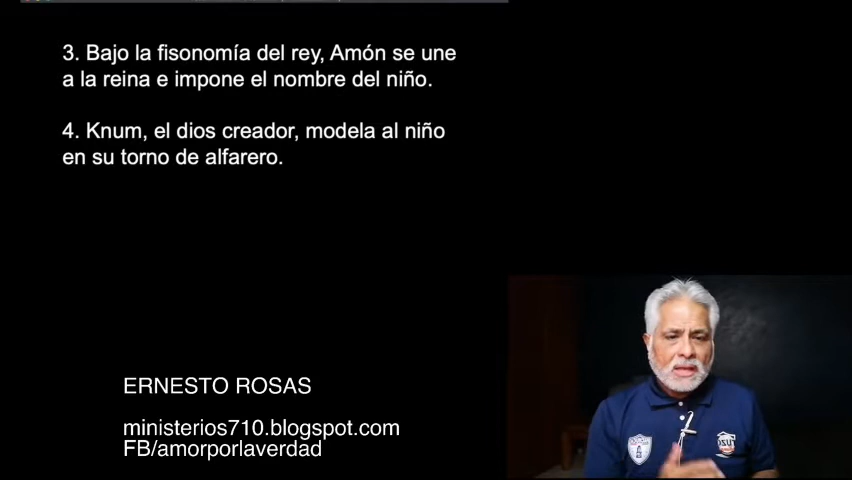 3. Bajo la fisonomía del rey, Amón se une
a la reina e impone el nombre del niño.
4. Knum, el dios creador, modela al niño
en su torno de alfarero.
ERNESTO ROSAS
ministerios710.blogspot.com
FB/amorporlaverdad